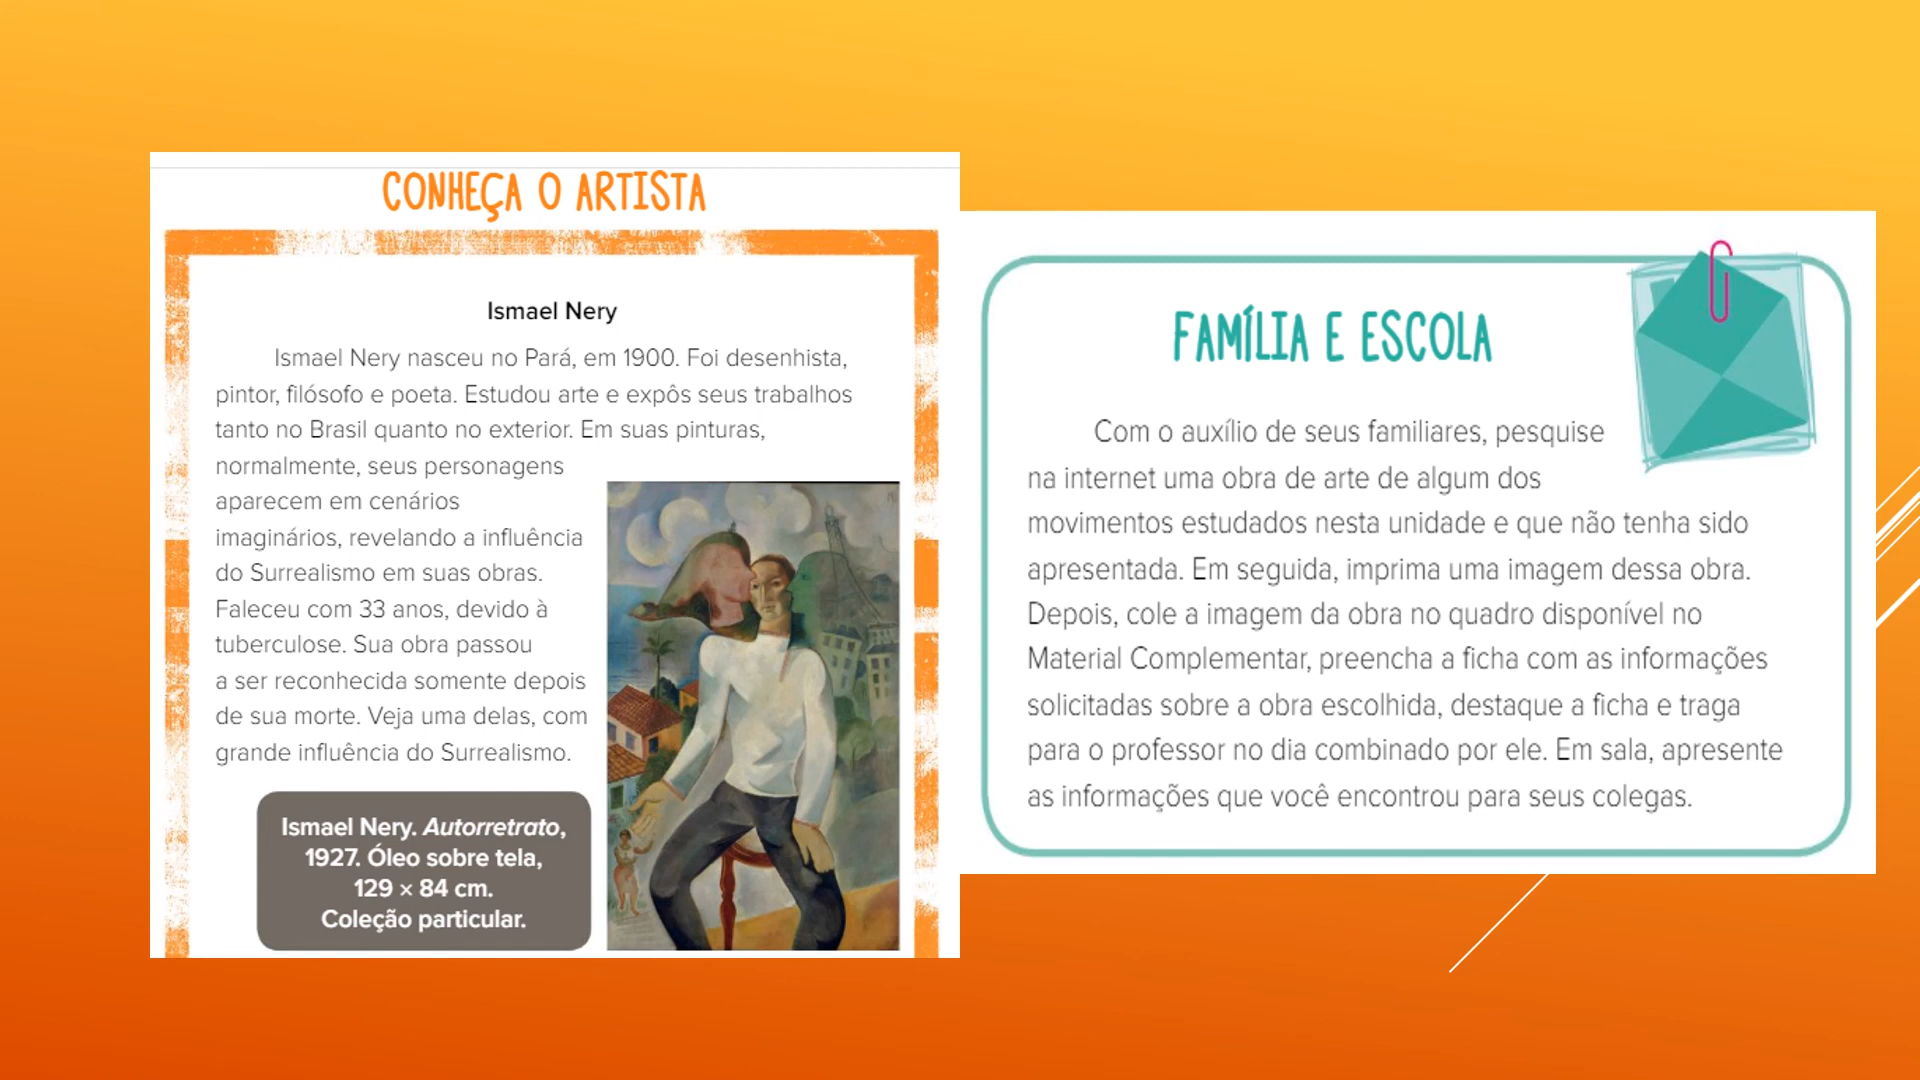 CONHEÇA O ARTISTA
Ismael Nery
Ismael Nery nasceu no Pará, em 1900. Foi desenhista,
pintor, filósofo e poeta. Estudou arte e expôs seus trabalhos
tanto no Brasil quanto no exterior. Em suas pinturas,
normalmente, seus personagens
aparecem em cenários
imaginários, revelando a influência
do Surrealismo em suas obras.
Faleceu com 33 anos, devido à
tuberculose. Sua obra passou
a ser reconhecida somente depois
de sua morte. Veja uma delas, com
grande influência do Surrealismo.
Ismael Nery. Autorretrato,
1927. Óleo sobre tela,
129 × 84 cm.
Coleção particular.
FAMÍLIA E ESCOLA
Com o auxílio de seus familiares, pesquise
na internet uma obra de arte de algum dos
movimentos estudados nesta unidade e que não tenha sido
apresentada. Em seguida, imprima uma imagem dessa obra.
Depois, cole a imagem da obra no quadro disponível no
Material Complementar, preencha a ficha com as informações
solicitadas sobre a obra escolhida, destaque a ficha e traga
para o professor no dia combinado por ele. Em sala, apresente
as informações que você encontrou para seus colegas.